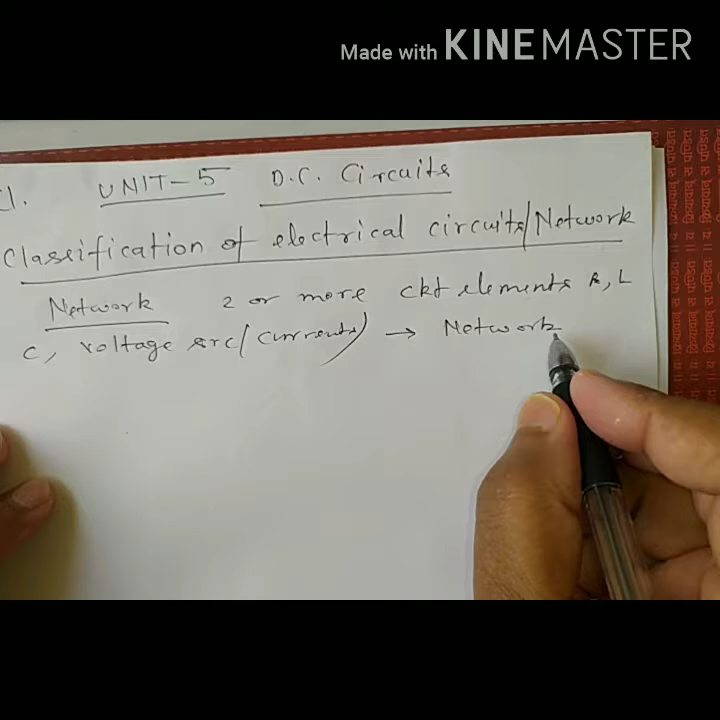 Made with KINEMASTER
UNIT-5 D.C. Circuits
Classification of electrical circuits/Network
Network 2 or more ckt elements R, L
C, voltage src/(currents) → Network